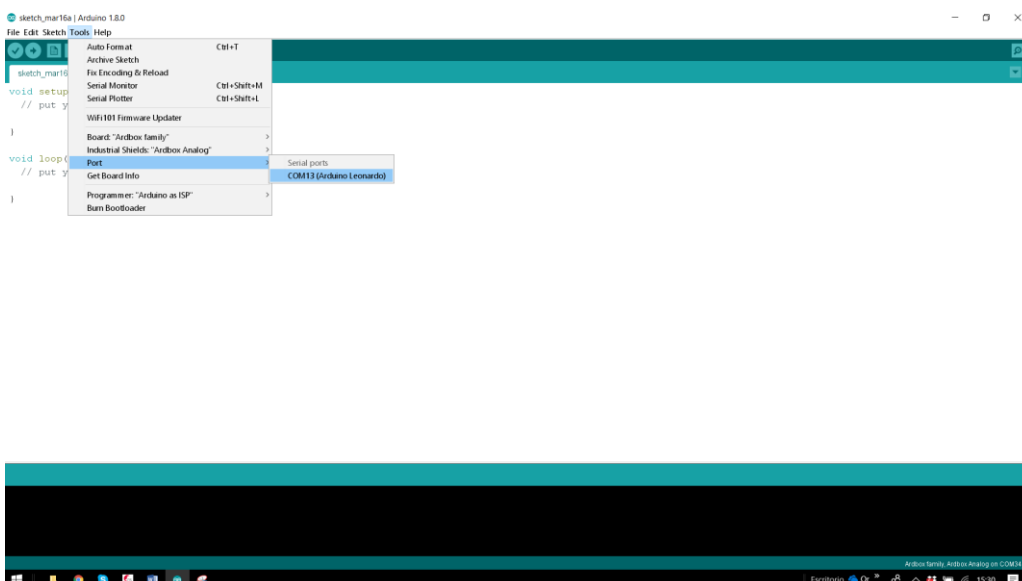 sketch_mar16a | Arduino 1.8.0
File Edit Sketch Tools Help
sketch_mar16
void setup
// put y
}
void loop(
// put y
}
Auto Format Ctrl+T
Archive Sketch
Fix Encoding & Reload
Serial Monitor Ctrl+Shift+M
Serial Plotter Ctrl+Shift+L
WiFi101 Firmware Updater
Board: "Ardbox family"
Industrial Shields: "Ardbox Analog"
Port
Get Board Info
Programmer: "Arduino as ISP"
Burn Bootloader
Serial ports
COM13 (Arduino Leonardo)
Ardbox family, Ardbox Analog on COM34
Escritorio
15:30